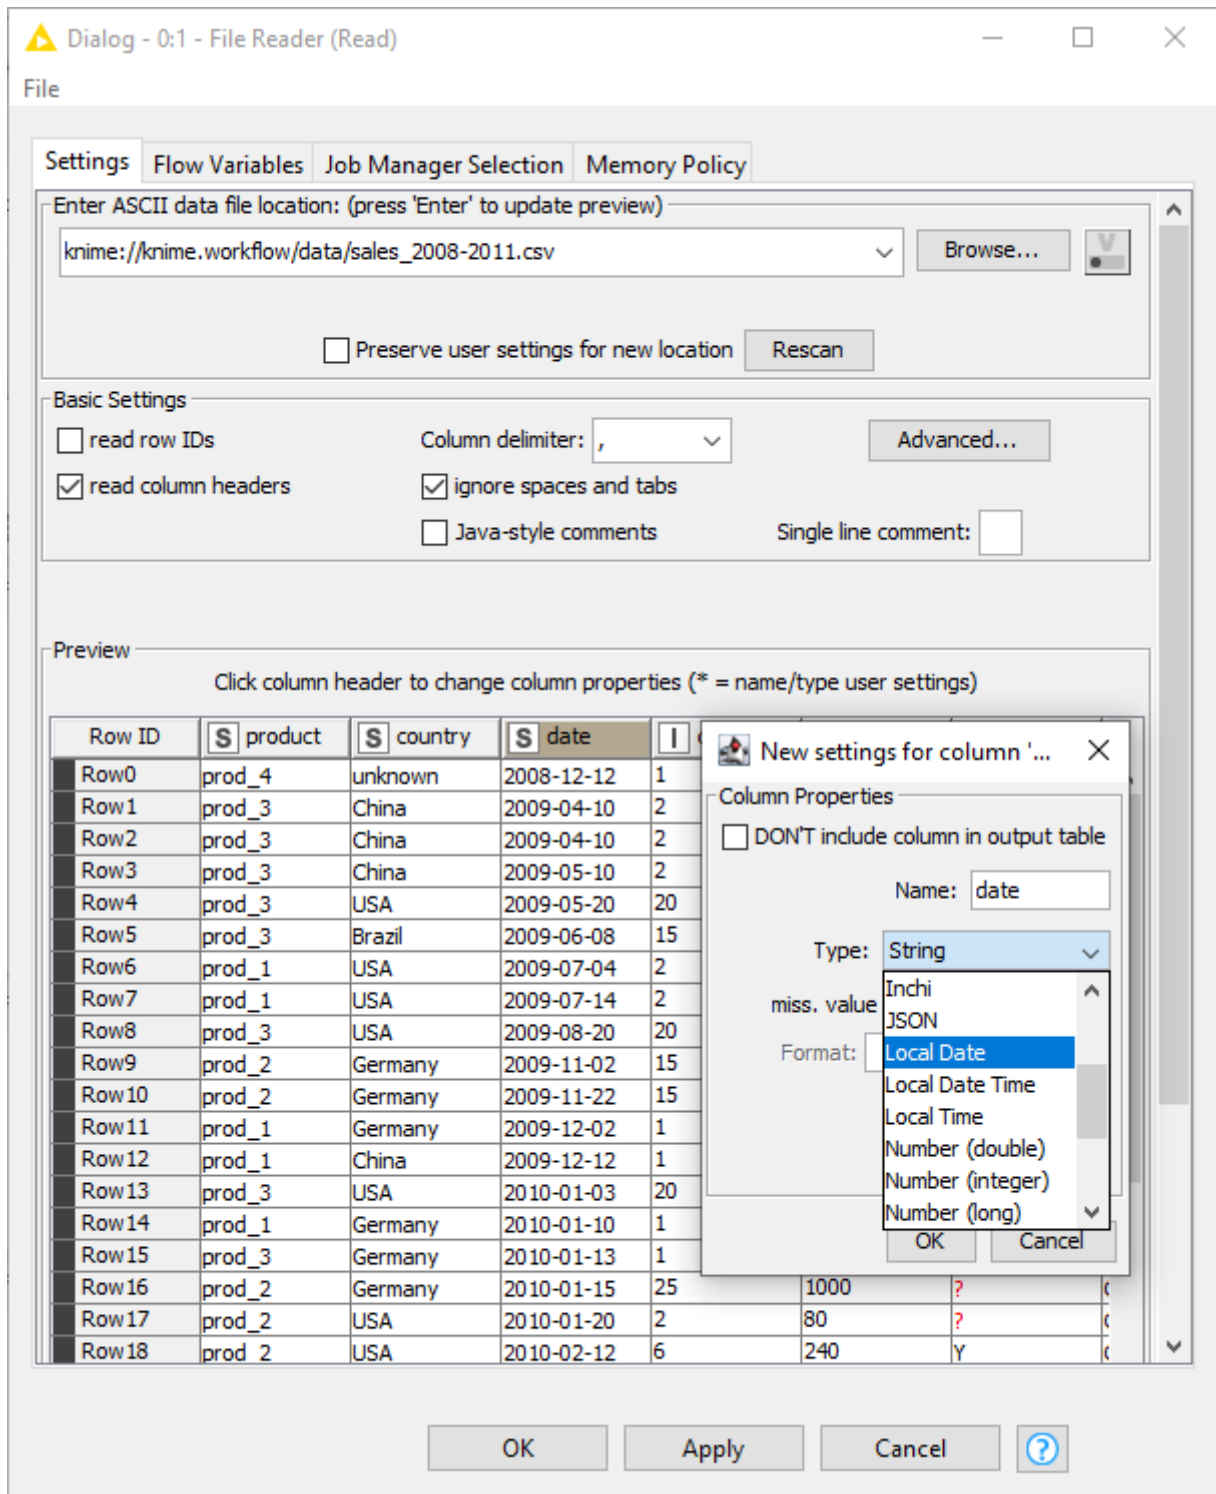 Dialog - 0:1 - File Reader (Read)
File
Settings Flow Variables Job Manager Selection Memory Policy
Enter ASCII data file location: (press 'Enter' to update preview)
knime://knime.workflow/data/sales_2008-2011.csv Browse... V
Preserve user settings for new location Rescan
Basic Settings
read row IDs Column delimiter: , Advanced...
read column headers ignore spaces and tabs
Java-style comments Single line comment:
Preview
Click column header to change column properties (* = name/type user settings)
Row ID S product S country S date I
Row0 prod_4 unknown 2008-12-12 1
Row1 prod_3 China 2009-04-10 2
Row2 prod_3 China 2009-04-10 2
Row3 prod_3 China 2009-05-10 2
Row4 prod_3 USA 2009-05-20 20
Row5 prod_3 Brazil 2009-06-08 15
Row6 prod_1 USA 2009-07-04 2
Row7 prod_1 USA 2009-07-14 2
Row8 prod_3 USA 2009-08-20 20
Row9 prod_2 Germany 2009-11-02 15
Row10 prod_2 Germany 2009-11-22 15
Row11 prod_1 Germany 2009-12-02 1
Row12 prod_1 China 2009-12-12 1
Row13 prod_3 USA 2010-01-03 20
Row14 prod_1 Germany 2010-01-10 1
Row15 prod_3 Germany 2010-01-13 1
Row16 prod_2 Germany 2010-01-15 25 1000 ?
Row17 prod_2 USA 2010-01-20 2 80 ?
Row18 prod_2 USA 2010-02-12 6 240 Y
New settings for column '...
Column Properties
DON'T include column in output table
Name: date
Type: String
miss. value
Format:
Inchi
JSON
Local Date
Local Date Time
Local Time
Number (double)
Number (integer)
Number (long)
OK Cancel
OK Apply Cancel ?